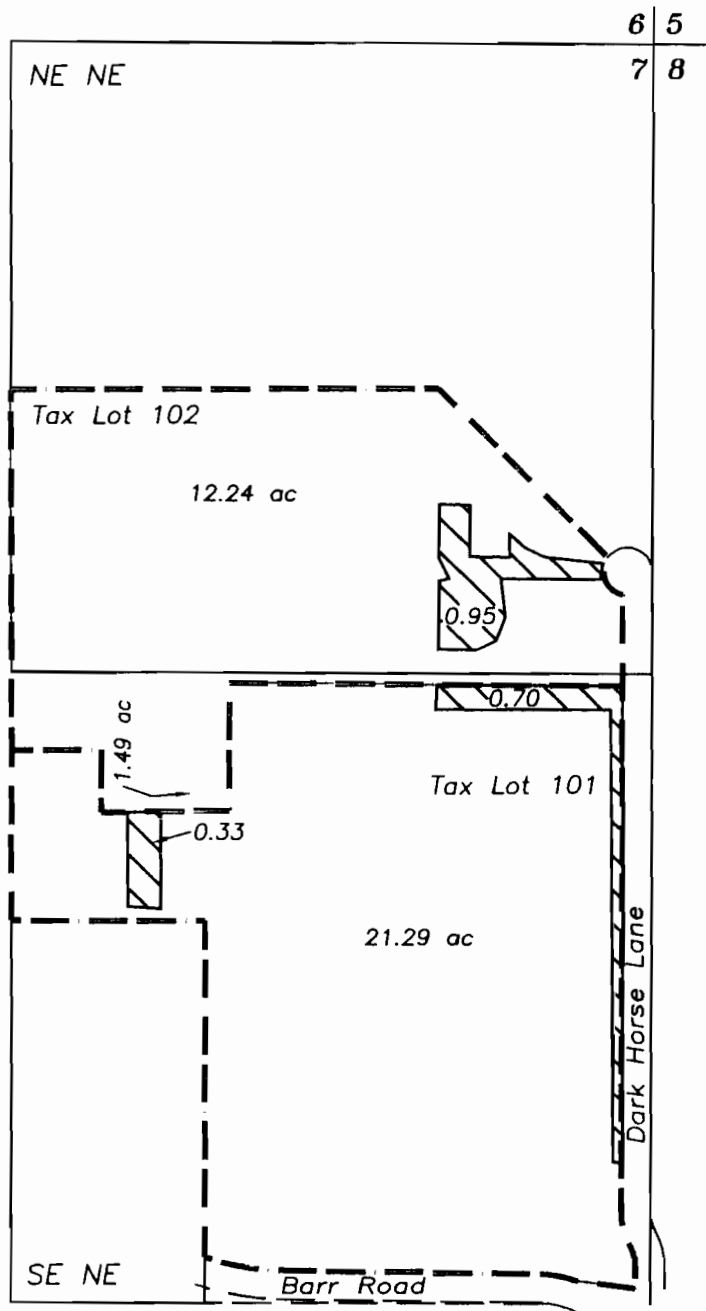 6 5
NE NE
7 8
Tax Lot 102
12.24 ac
0.95
0.70
1.49 ac
Tax Lot 101
0.33
21.29 ac
Dark Horse Lane
SE NE
Barr Road